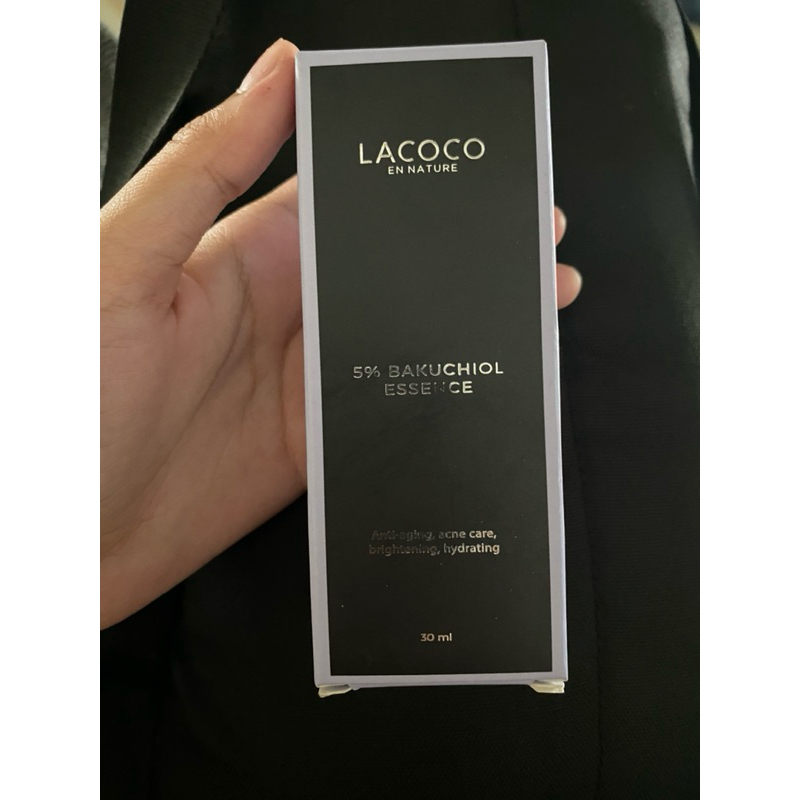 LACOCO
EN NATURE
5% BAKUCHIOL
ESSENCE
Anti-aging, acne care,
brightening, hydrating
30 ml